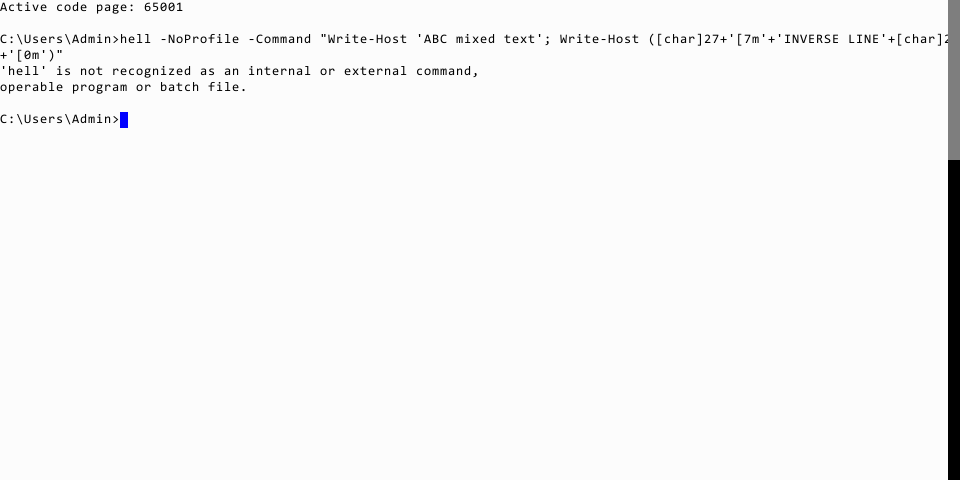 Active code page: 65001
C:\Users\Admin>hell -NoProfile -Command "Write-Host 'ABC mixed text'; Write-Host ([char]27+'[7m'+'INVERSE LINE'+[char]2
+'[0m')"
'hell' is not recognized as an internal or external command,
operable program or batch file.
C:\Users\Admin>